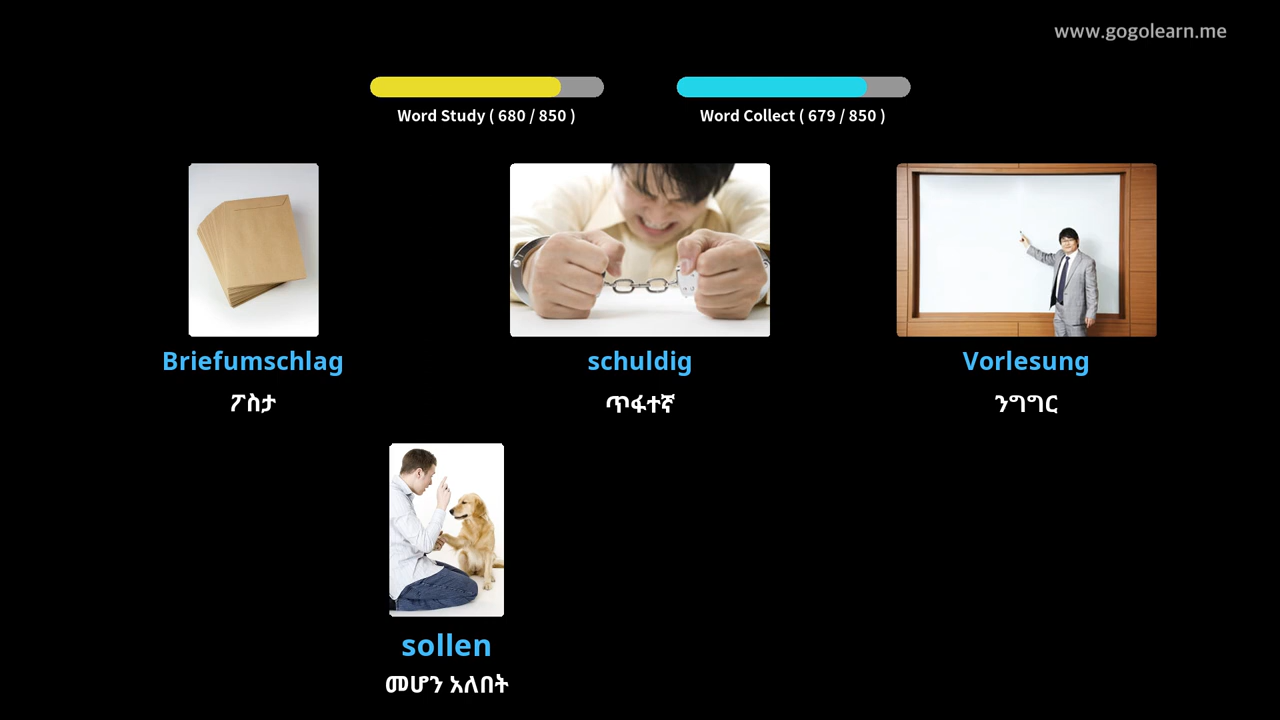 www.gogolearn.me
Word Study ( 680 / 850 )
Word Collect ( 679 / 850 )
Briefumschlag
ፖስታ
schuldig
ጥፋተኛ
Vorlesung
ንግግር
sollen
መሆን አለበት